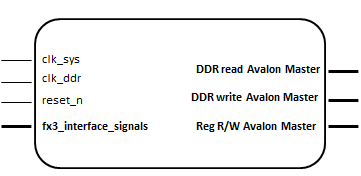 clk_sys
clk_ddr
reset_n
fx3_interface_signals
DDR read Avalon Master
DDR write Avalon Master
Reg R/W Avalon Master